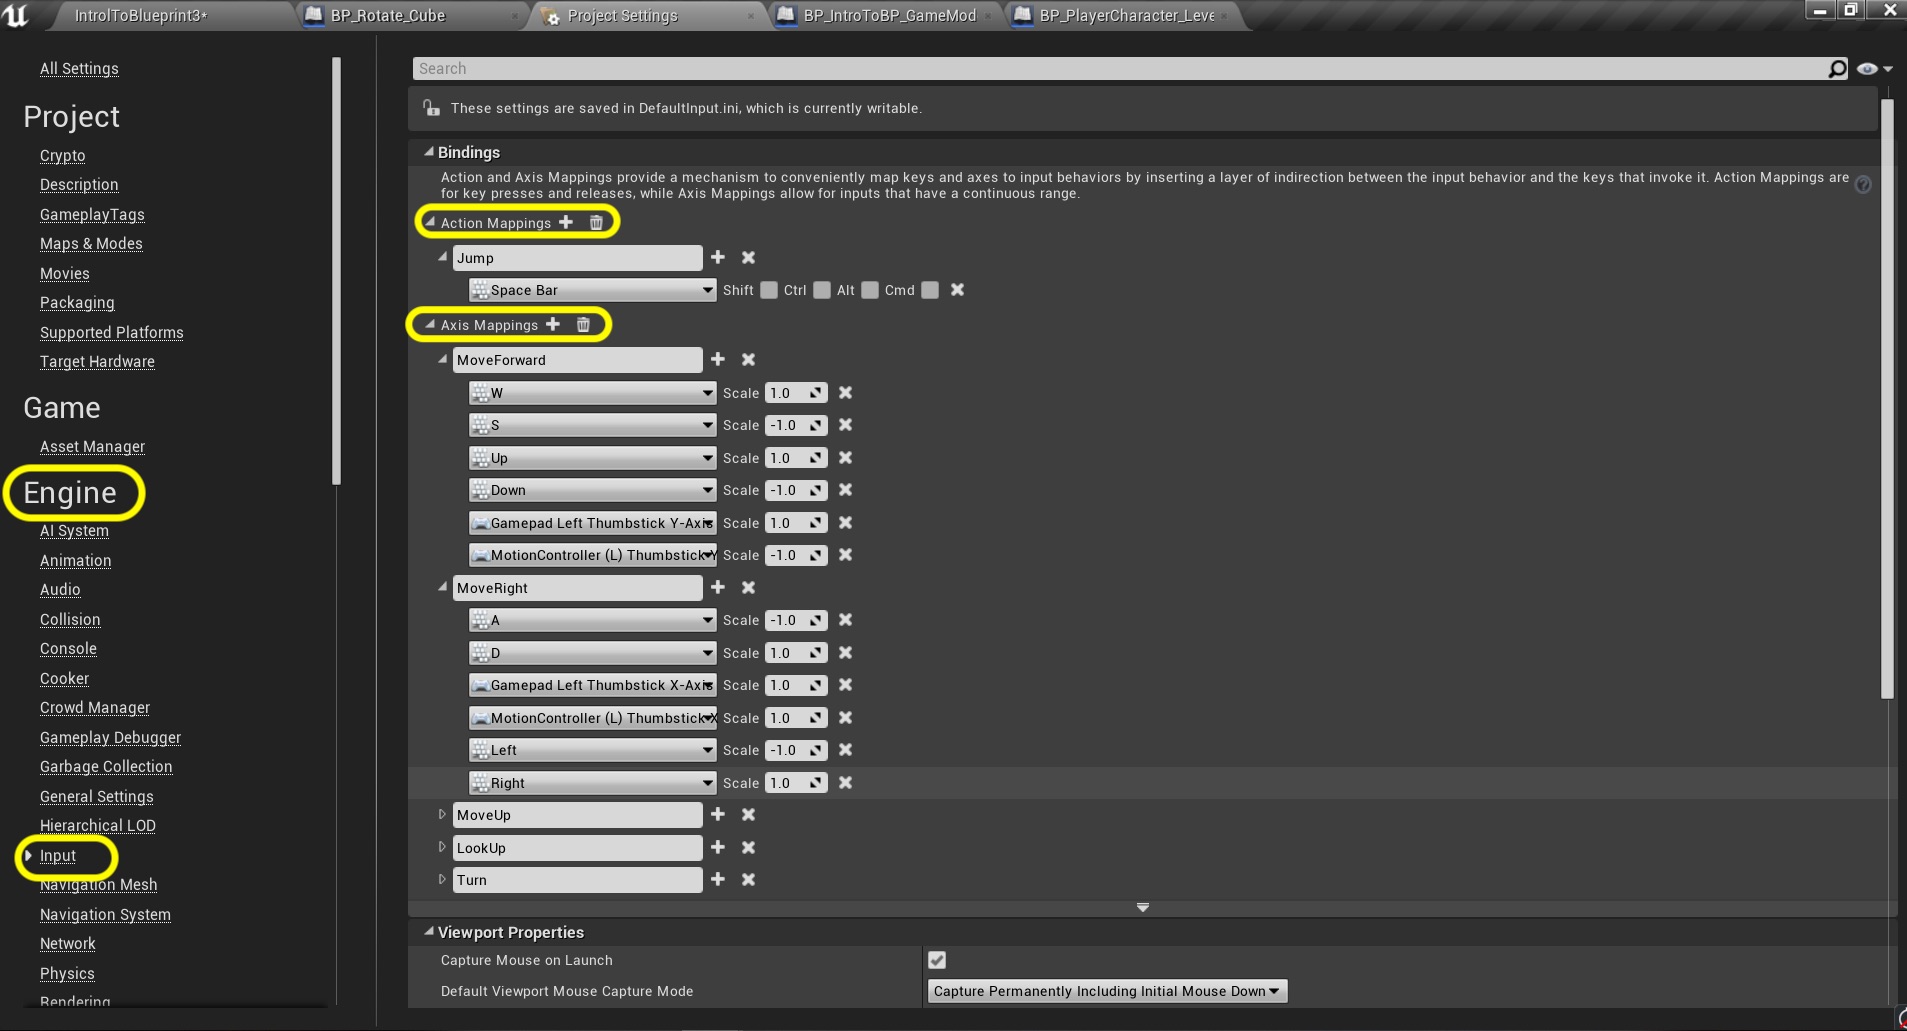 IntrolToBlueprint3*
BP_Rotate_Cube
Project Settings
BP_IntroToBP_GameMod
BP_PlayerCharacter_Leve
All Settings
Project
Crypto
Description
GameplayTags
Maps & Modes
Movies
Packaging
Supported Platforms
Target Hardware
Game
Asset Manager
Engine
AI System
Animation
Audio
Collision
Console
Cooker
Crowd Manager
Gameplay Debugger
Garbage Collection
General Settings
Hierarchical LOD
Input
Navigation Mesh
Navigation System
Network
Physics
Rendering
Search
These settings are saved in DefaultInput.ini, which is currently writable.
Bindings
Action and Axis Mappings provide a mechanism to conveniently map keys and axes to input behaviors by inserting a layer of indirection between the input behavior and the keys that invoke it. Action Mappings are
for key presses and releases, while Axis Mappings allow for inputs that have a continuous range.
Action Mappings
Jump
Space Bar Shift Ctrl Alt Cmd
Axis Mappings
MoveForward
W Scale 1.0
S Scale -1.0
Up Scale 1.0
Down Scale -1.0
Gamepad Left Thumbstick Y-Axis Scale 1.0
MotionController (L) Thumbstick Y Scale -1.0
MoveRight
A Scale -1.0
D Scale 1.0
Gamepad Left Thumbstick X-Axis Scale 1.0
MotionController (L) Thumbstick X Scale 1.0
Left Scale -1.0
Right Scale 1.0
MoveUp
LookUp
Turn
Viewport Properties
Capture Mouse on Launch
Default Viewport Mouse Capture Mode Capture Permanently Including Initial Mouse Down